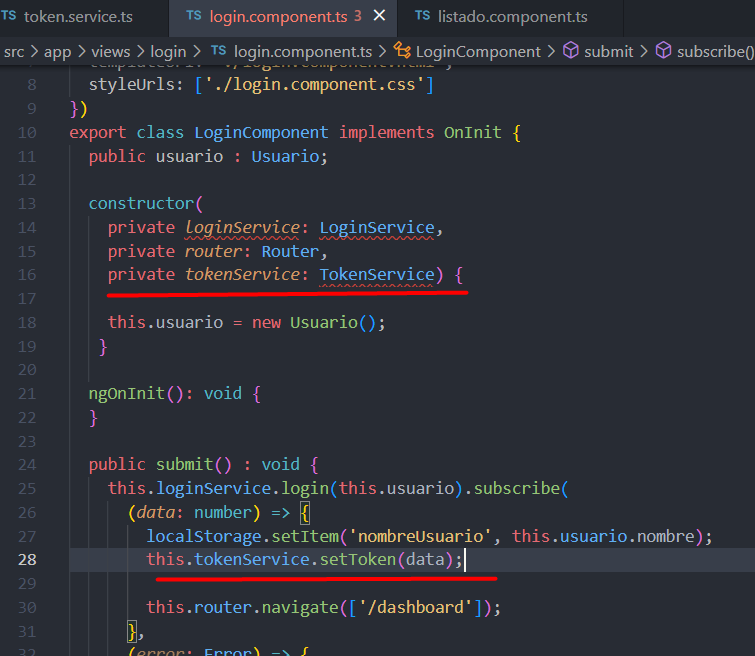 TS token.service.ts TS login.component.ts 3 × TS listado.component.ts
src > app > views > login > TS login.component.ts > LoginComponent > submit > subscribe()
8 styleUrls: ['./login.component.css']
9 })
10 export class LoginComponent implements OnInit {
11 public usuario : Usuario;
12
13 constructor(
14 private loginService: LoginService,
15 private router: Router,
16 private tokenService: TokenService) {
17
18 this.usuario = new Usuario();
19 }
20
21 ngOnInit(): void {
22 }
23
24 public submit() : void {
25 this.loginService.login(this.usuario).subscribe(
26 (data: number) => {
27 localStorage.setItem('nombreUsuario', this.usuario.nombre);
28 this.tokenService.setToken(data);
29
30 this.router.navigate(['/dashboard']);
31 },
32 (error: Error) => {